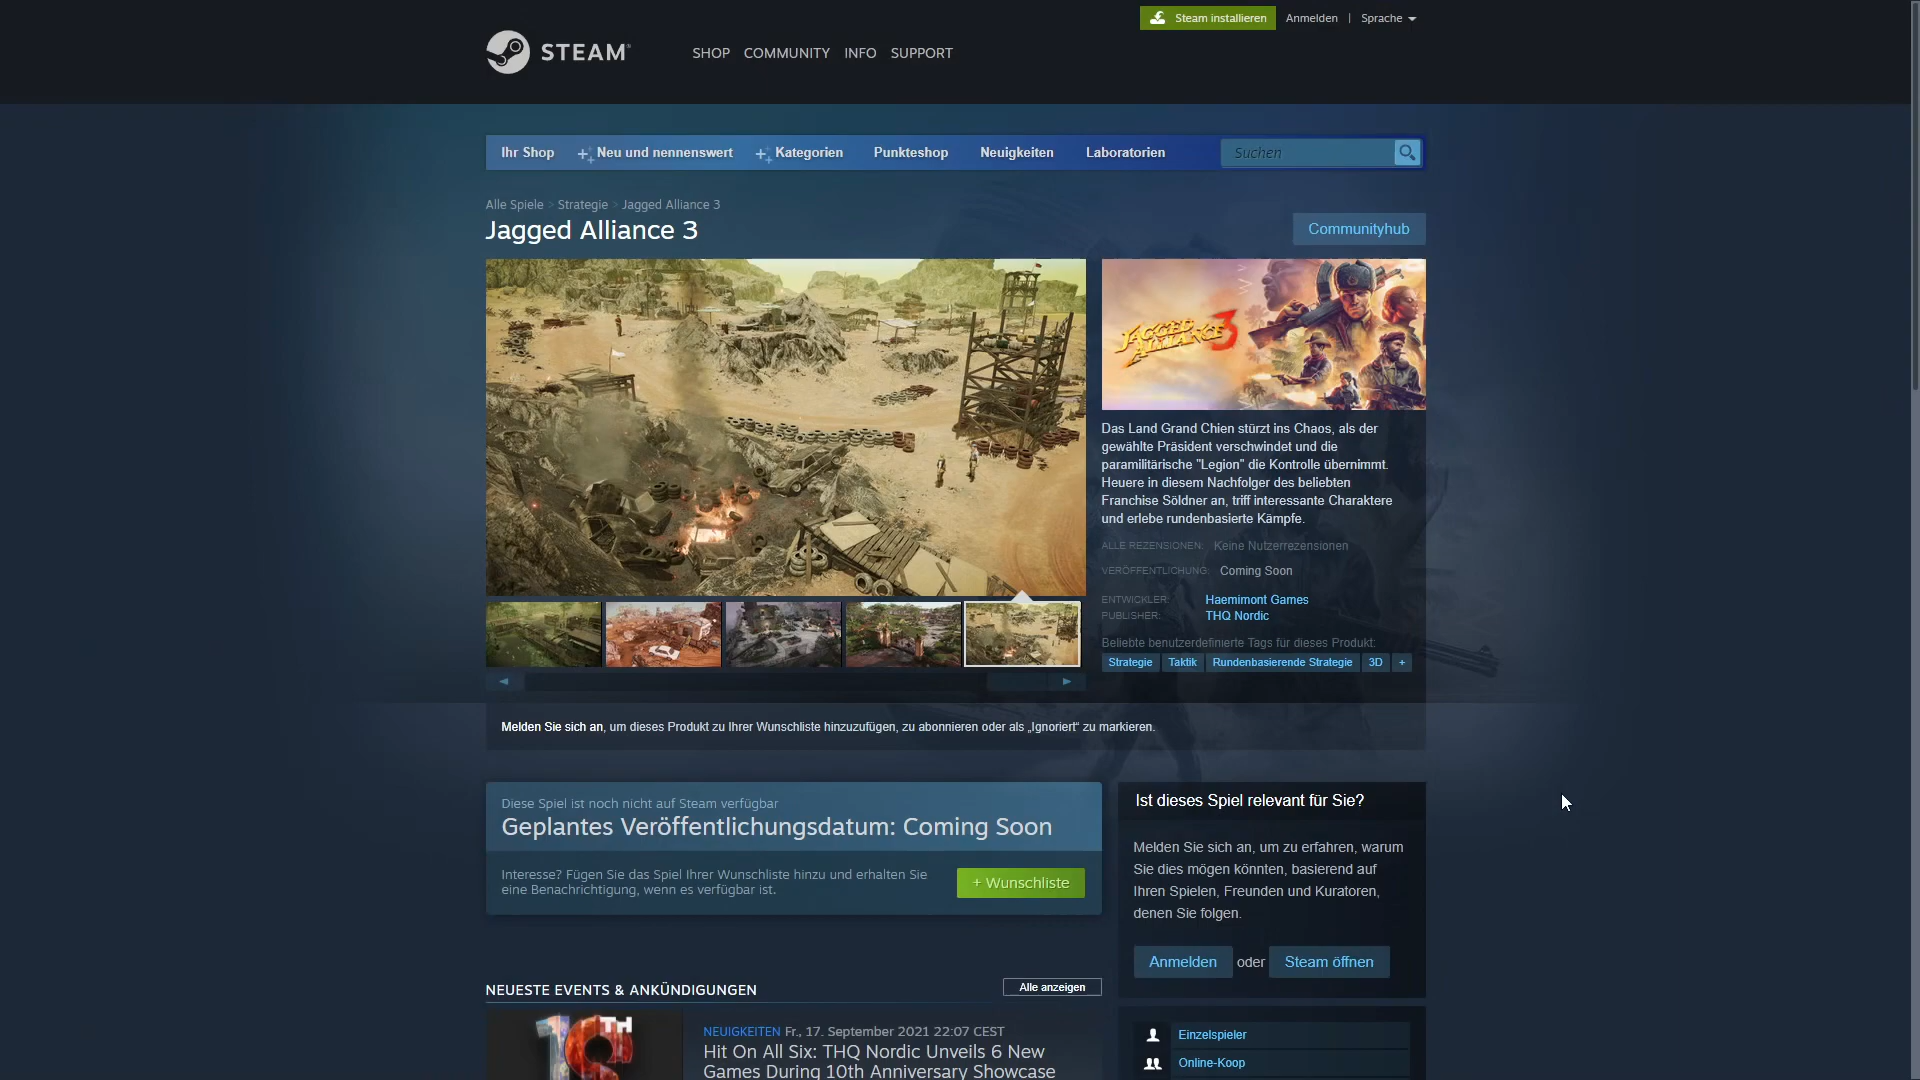 Steam installieren
Anmelden | Sprache
STEAM
SHOP COMMUNITY INFO SUPPORT
Ihr Shop Neu und nennenswert Kategorien Punkteshop Neuigkeiten Laboratorien Suchen
Alle Spiele > Strategie > Jagged Alliance 3
Jagged Alliance 3
Communityhub
JAGGED
ALLIANCE 3
Das Land Grand Chien stürzt ins Chaos, als der
gewählte Präsident verschwindet und die
paramilitärische "Legion" die Kontrolle übernimmt.
Heuere in diesem Nachfolger des beliebten
Franchise Söldner an, triff interessante Charaktere
und erlebe rundenbasierte Kämpfe.
ALLE REZENSIONEN: Keine Nutzerrezensionen
VERÖFFENTLICHUNG: Coming Soon
ENTWICKLER: Haemimont Games
PUBLISHER: THQ Nordic
Beliebte benutzerdefinierte Tags für dieses Produkt:
Strategie Taktik Rundenbasierende Strategie 3D +
Melden Sie sich an, um dieses Produkt zu Ihrer Wunschliste hinzuzufügen, zu abonnieren oder als „Ignoriert“ zu markieren.
Diese Spiel ist noch nicht auf Steam verfügbar
Geplantes Veröffentlichungsdatum: Coming Soon
Interesse? Fügen Sie das Spiel Ihrer Wunschliste hinzu und erhalten Sie
eine Benachrichtigung, wenn es verfügbar ist.
+ Wunschliste
Ist dieses Spiel relevant für Sie?
Melden Sie sich an, um zu erfahren, warum
Sie dies mögen könnten, basierend auf
Ihren Spielen, Freunden und Kuratoren,
denen Sie folgen.
Anmelden oder Steam öffnen
NEUESTE EVENTS & ANKÜNDIGUNGEN
Alle anzeigen
10TH
NEUIGKEITEN Fr., 17. September 2021 22:07 CEST
Hit On All Six: THQ Nordic Unveils 6 New
Games During 10th Anniversary Showcase
Einzelspieler
Online-Koop